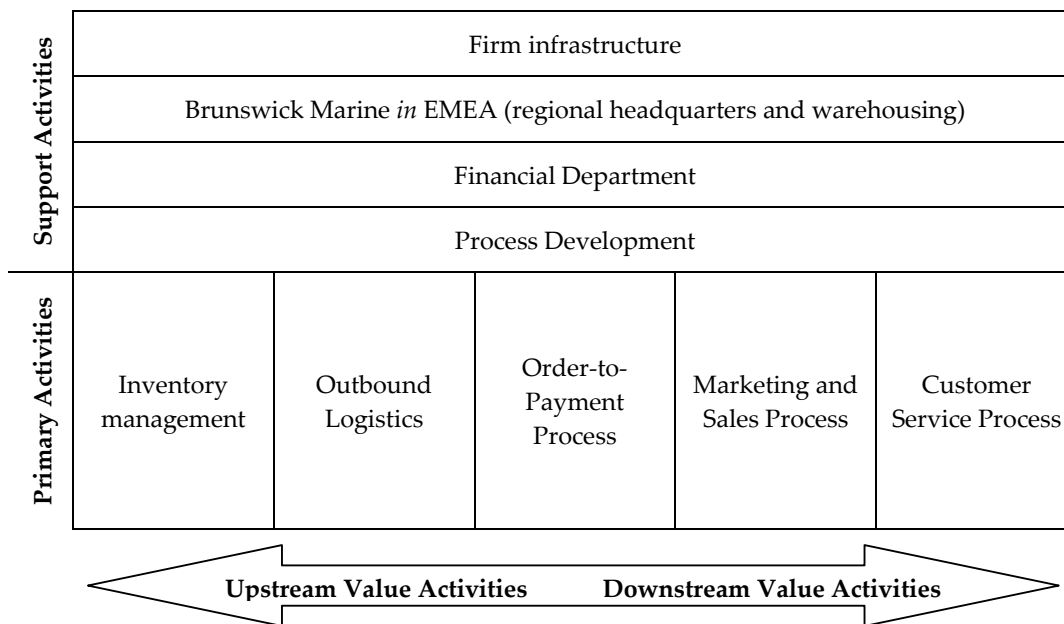 Support Activities
Firm infrastructure
Brunswick Marine in EMEA (regional headquarters and warehousing)
Financial Department
Process Development
Primary Activities
Inventory
management
Outbound
Logistics
Order-to-
Payment
Process
Marketing and
Sales Process
Customer
Service Process
Upstream Value Activities
Downstream Value Activities